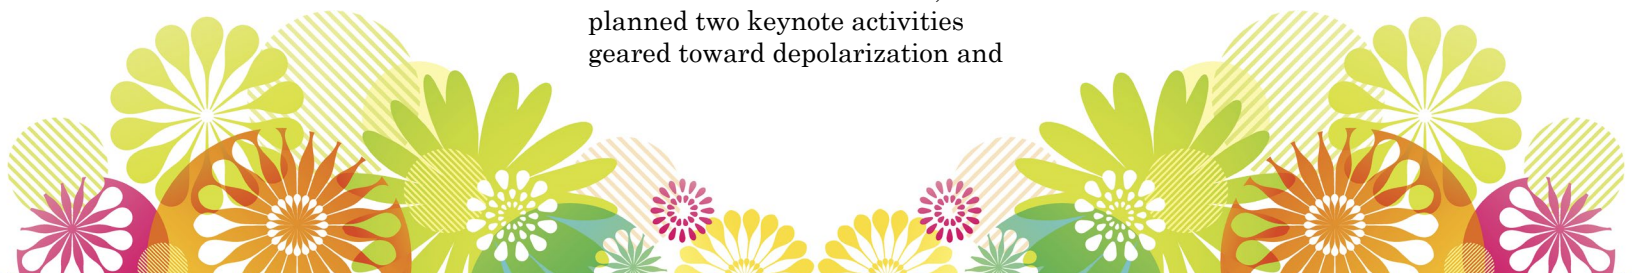 planned two keynote activities
geared toward depolarization and